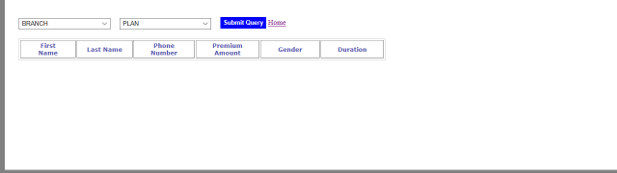 BRANCH PLAN Submit Query Home
First Name Last Name Phone Number Premium Amount Gender Duration